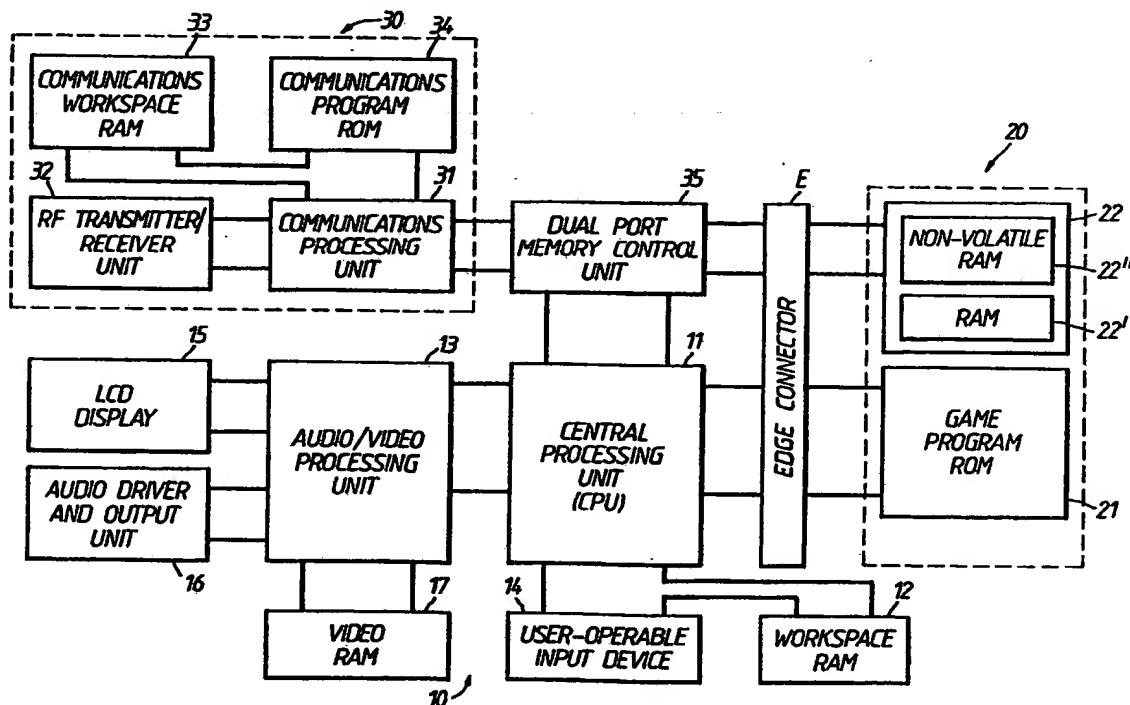 33
30
34
COMMUNICATIONS
WORKSPACE
RAM
COMMUNICATIONS
PROGRAM
ROM
20
32
31
35
E
RF TRANSMITTER/
RECEIVER
UNIT
COMMUNICATIONS
PROCESSING
UNIT
DUAL PORT
MEMORY CONTROL
UNIT
EDGE CONNECTOR
22
NON-VOLATILE
RAM
22"
RAM
22'
15
13
11
LCD
DISPLAY
AUDIO/VIDEO
PROCESSING
UNIT
CENTRAL
PROCESSING
UNIT
(CPU)
GAME
PROGRAM
ROM
21
AUDIO DRIVER
AND OUTPUT
UNIT
16
17
14
12
VIDEO
RAM
USER-OPERABLE
INPUT DEVICE
WORKSPACE
RAM
10